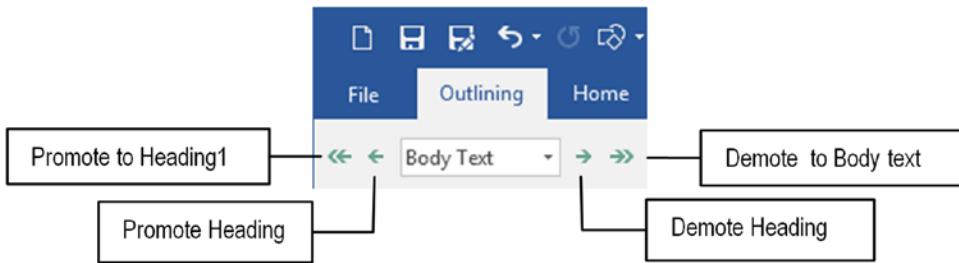 File Outlining Home
Promote to Heading1
Body Text
Demote  to Body text
Promote Heading
Demote Heading